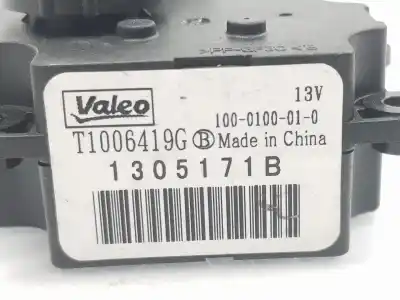 Valeo
13V
100-0100-01-0
T1006419G Ⓑ Made in China
1305171B